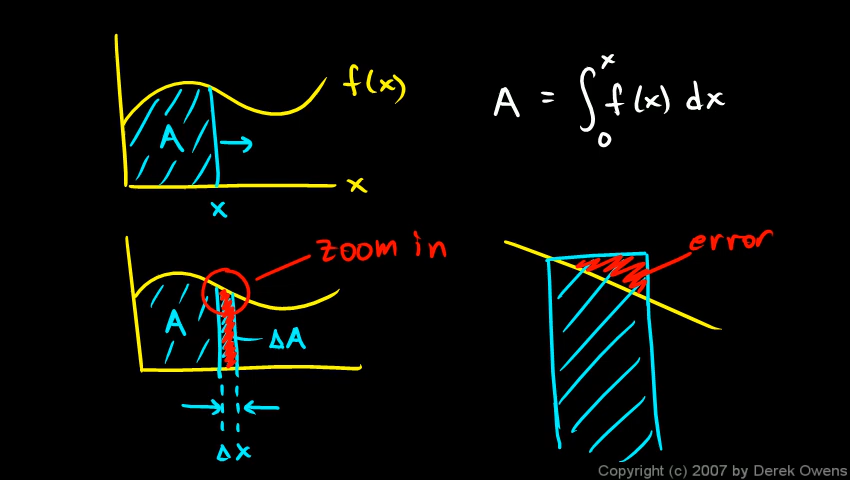 f(x)
A = ∫₀ˣ f(x) dx
A
x
x
zoom in
error
A
ΔA
Δx
Copyright (c) 2007 by Derek Owens